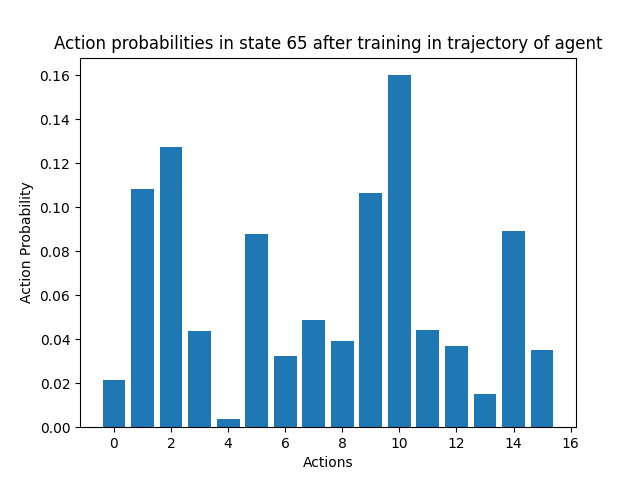 Action probabilities in state 65 after training in trajectory of agent
0.16
0.14
0.12
0.10
0.08
0.06
0.04
0.02
0.00
Action Probability
0 2 4 6 8 10 12 14 16
Actions